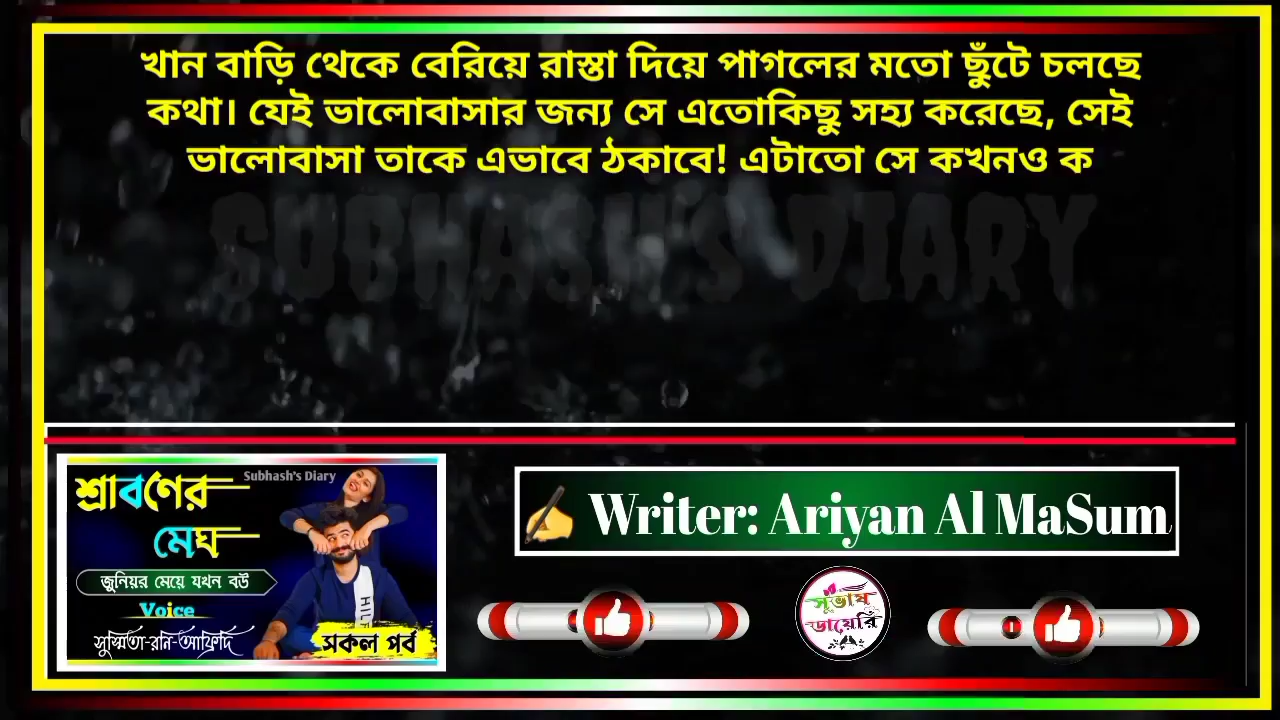 খান বাড়ি থেকে বেরিয়ে রাস্তা দিয়ে পাগলের মতো ছুঁটে চলছে
কথা। যেই ভালোবাসার জন্য সে এতোকিছু সহ্য করেছে, সেই
ভালোবাসা তাকে এভাবে ঠকাবে! এটাতো সে কখনও ক
SUBHASH'S DIARY
Subhash's Diary
শ্রাবণের
মেঘ
জুনিয়র মেয়ে যখন বউ
Voice
সুস্মিতা-রনি-আফ্রিদি
সকল পর্ব
Writer: Ariyan Al MaSum
সুভাষ
ডায়েরি